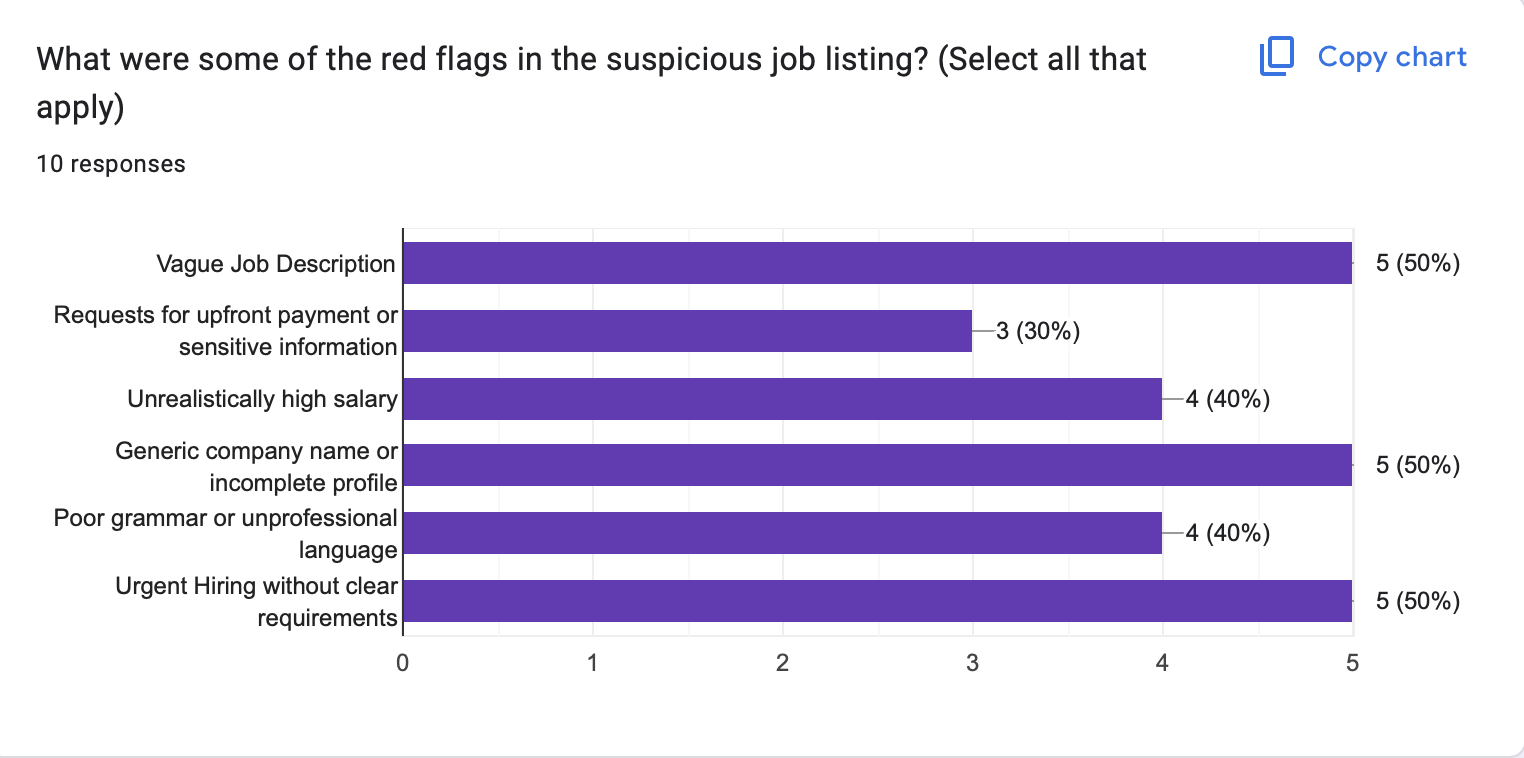 What were some of the red flags in the suspicious job listing? (Select all that
apply)
Copy chart
10 responses
Vague Job Description
5 (50%)
Requests for upfront payment or
sensitive information
3 (30%)
Unrealistically high salary
4 (40%)
Generic company name or
incomplete profile
5 (50%)
Poor grammar or unprofessional
language
4 (40%)
Urgent Hiring without clear
requirements
5 (50%)
0 1 2 3 4 5